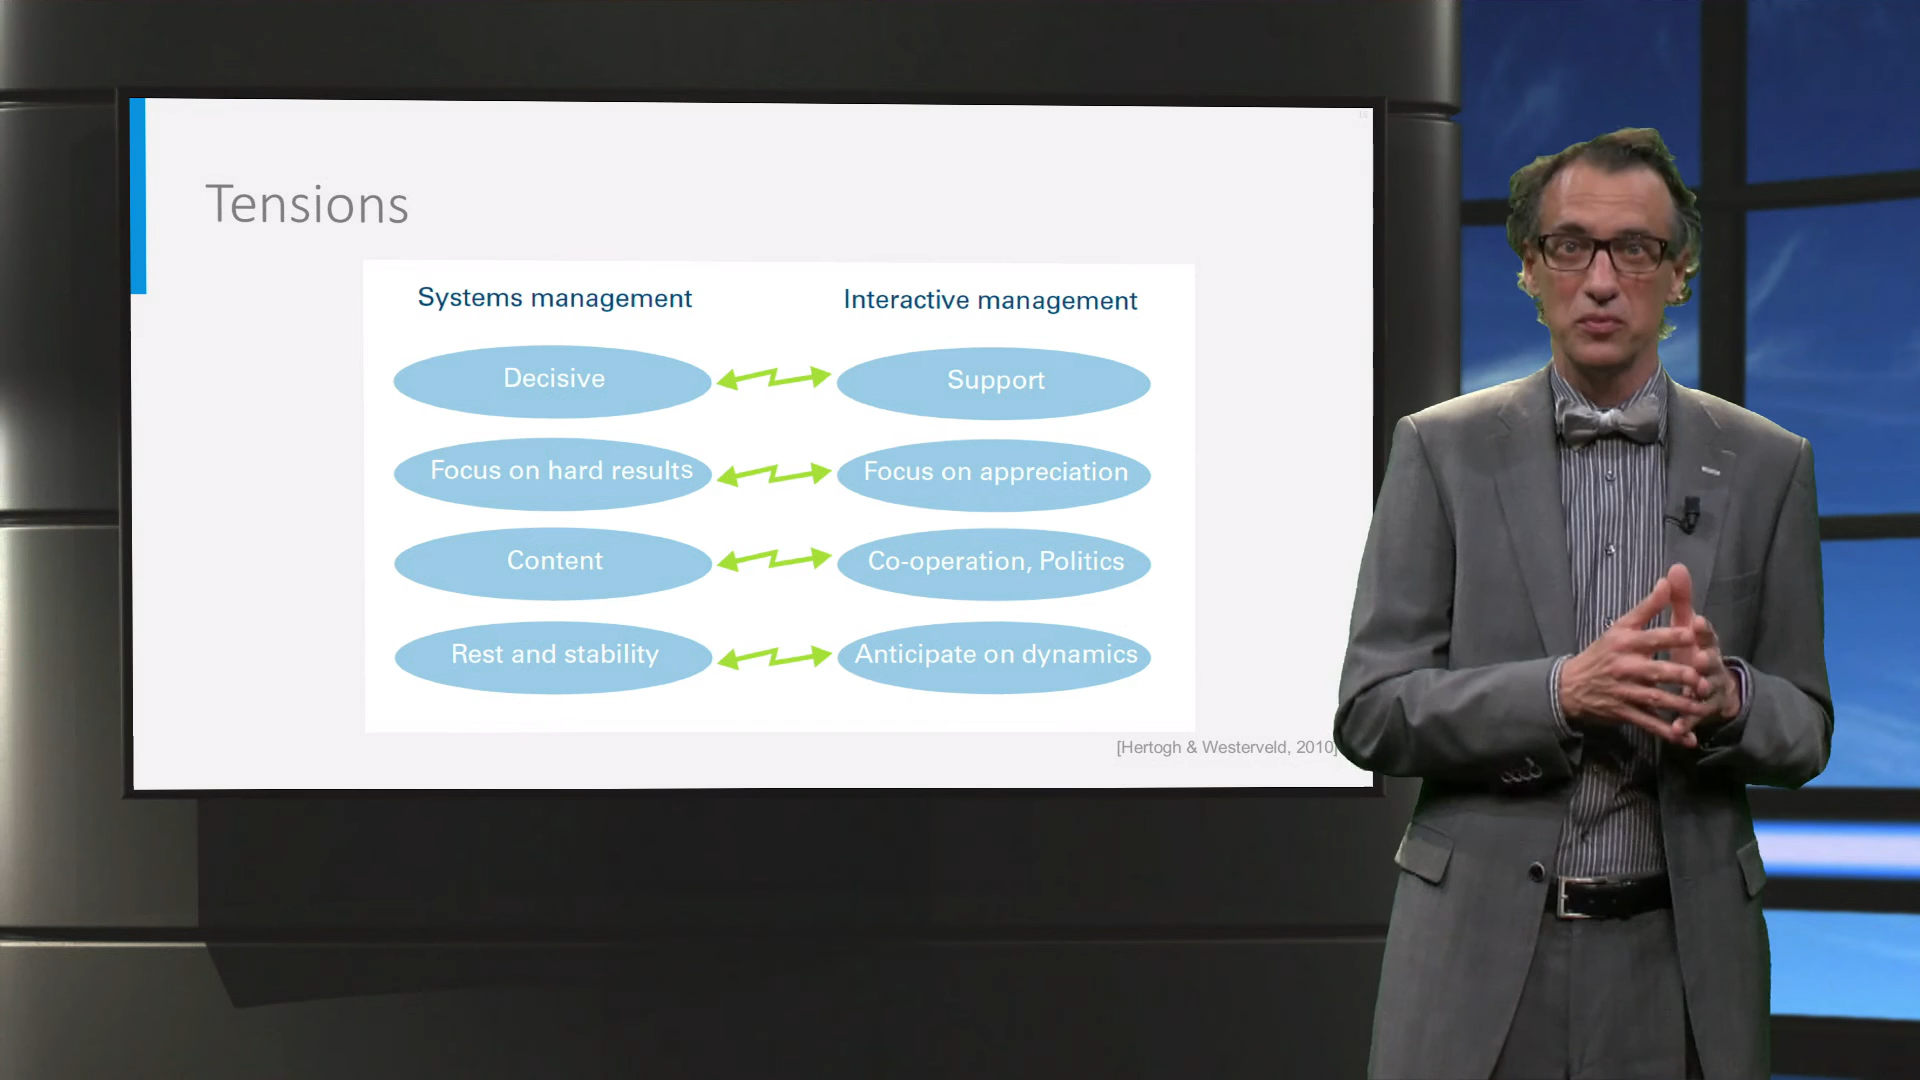 Tensions
Systems management
Interactive management
Decisive
Support
Focus on hard results
Focus on appreciation
Content
Co-operation, Politics
Rest and stability
Anticipate on dynamics
[Hertogh & Westerveld, 2010]